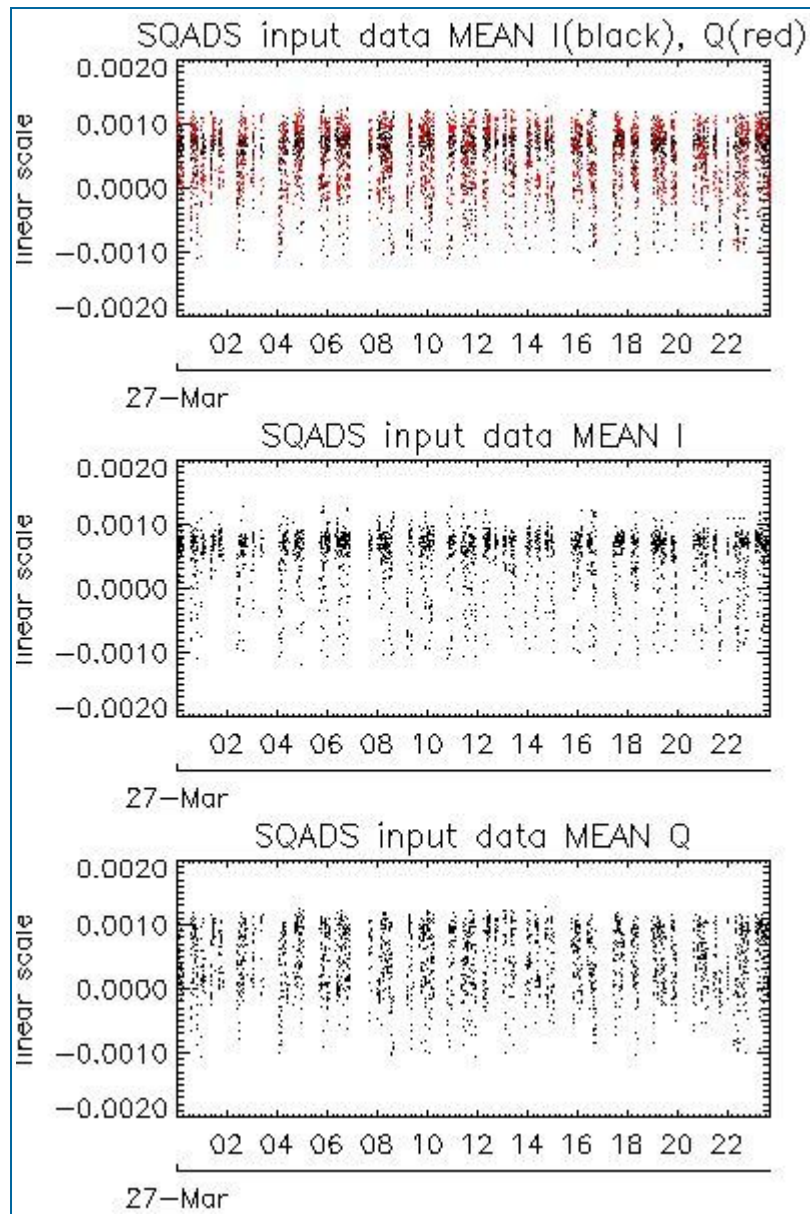 SQADS input data MEAN I(black), Q(red)
0.0020
0.0010
0.0000
−0.0010
−0.0020
linear scale
02 04 06 08 10 12 14 16 18 20 22
27−Mar
SQADS input data MEAN I
0.0020
0.0010
0.0000
−0.0010
−0.0020
linear scale
02 04 06 08 10 12 14 16 18 20 22
27−Mar
SQADS input data MEAN Q
0.0020
0.0010
0.0000
−0.0010
−0.0020
linear scale
02 04 06 08 10 12 14 16 18 20 22
27−Mar